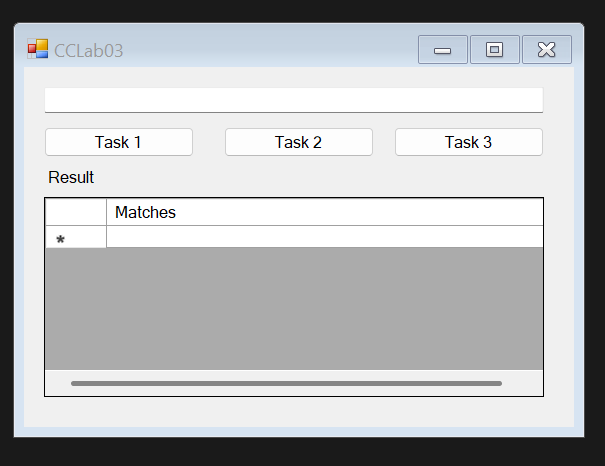 CCLab03
Task 1 Task 2 Task 3
Result
Matches
*